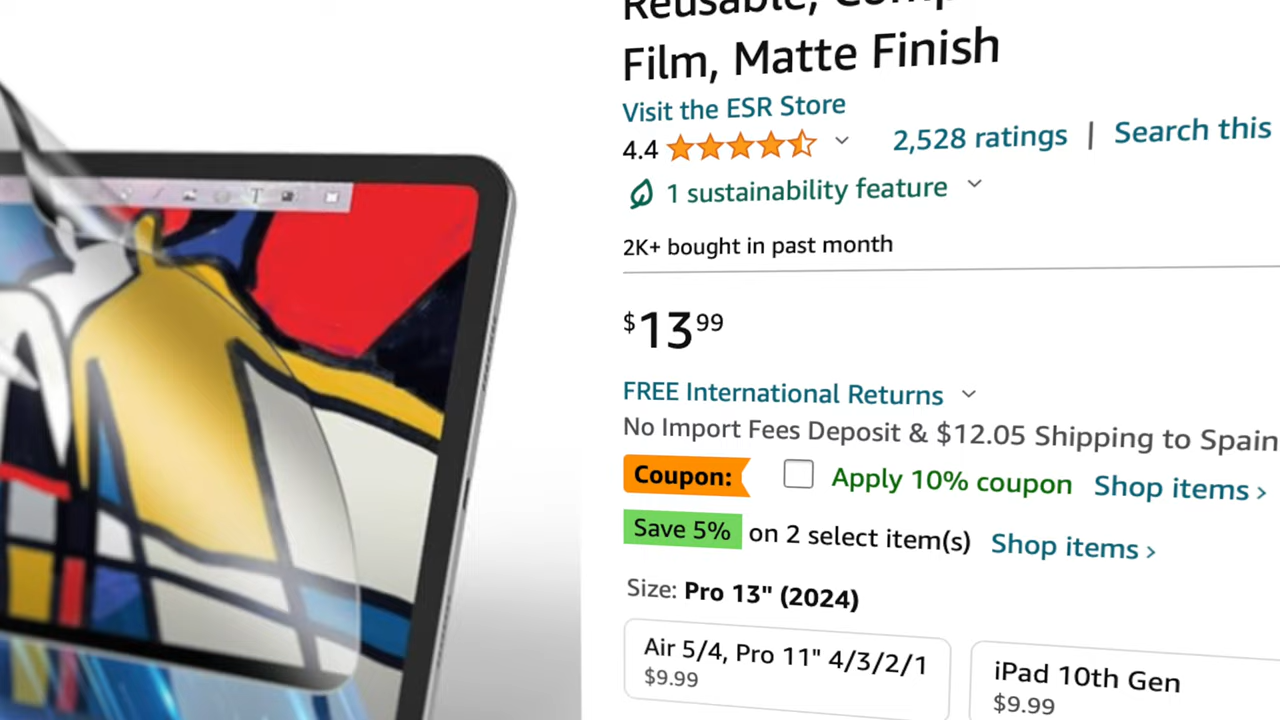 Reusable, Comp
Film, Matte Finish
Visit the ESR Store
4.4 2,528 ratings | Search this
1 sustainability feature
2K+ bought in past month
$13 99
FREE International Returns
No Import Fees Deposit & $12.05 Shipping to Spain
Coupon: Apply 10% coupon Shop items >
Save 5% on 2 select item(s) Shop items >
Size: Pro 13" (2024)
Air 5/4, Pro 11" 4/3/2/1
$9.99
iPad 10th Gen
$9.99
T